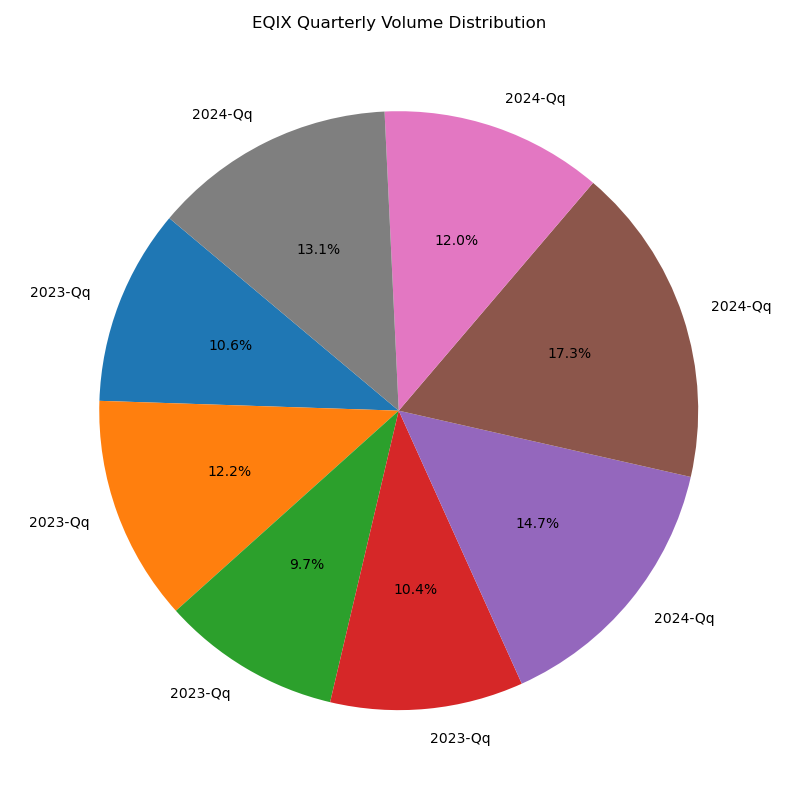 EQIX Quarterly Volume Distribution
2024-Qq
2024-Qq
12.0%
13.1%
2023-Qq
2024-Qq
10.6%
17.3%
12.2%
2023-Qq
14.7%
9.7%
10.4%
2024-Qq
2023-Qq
2023-Qq